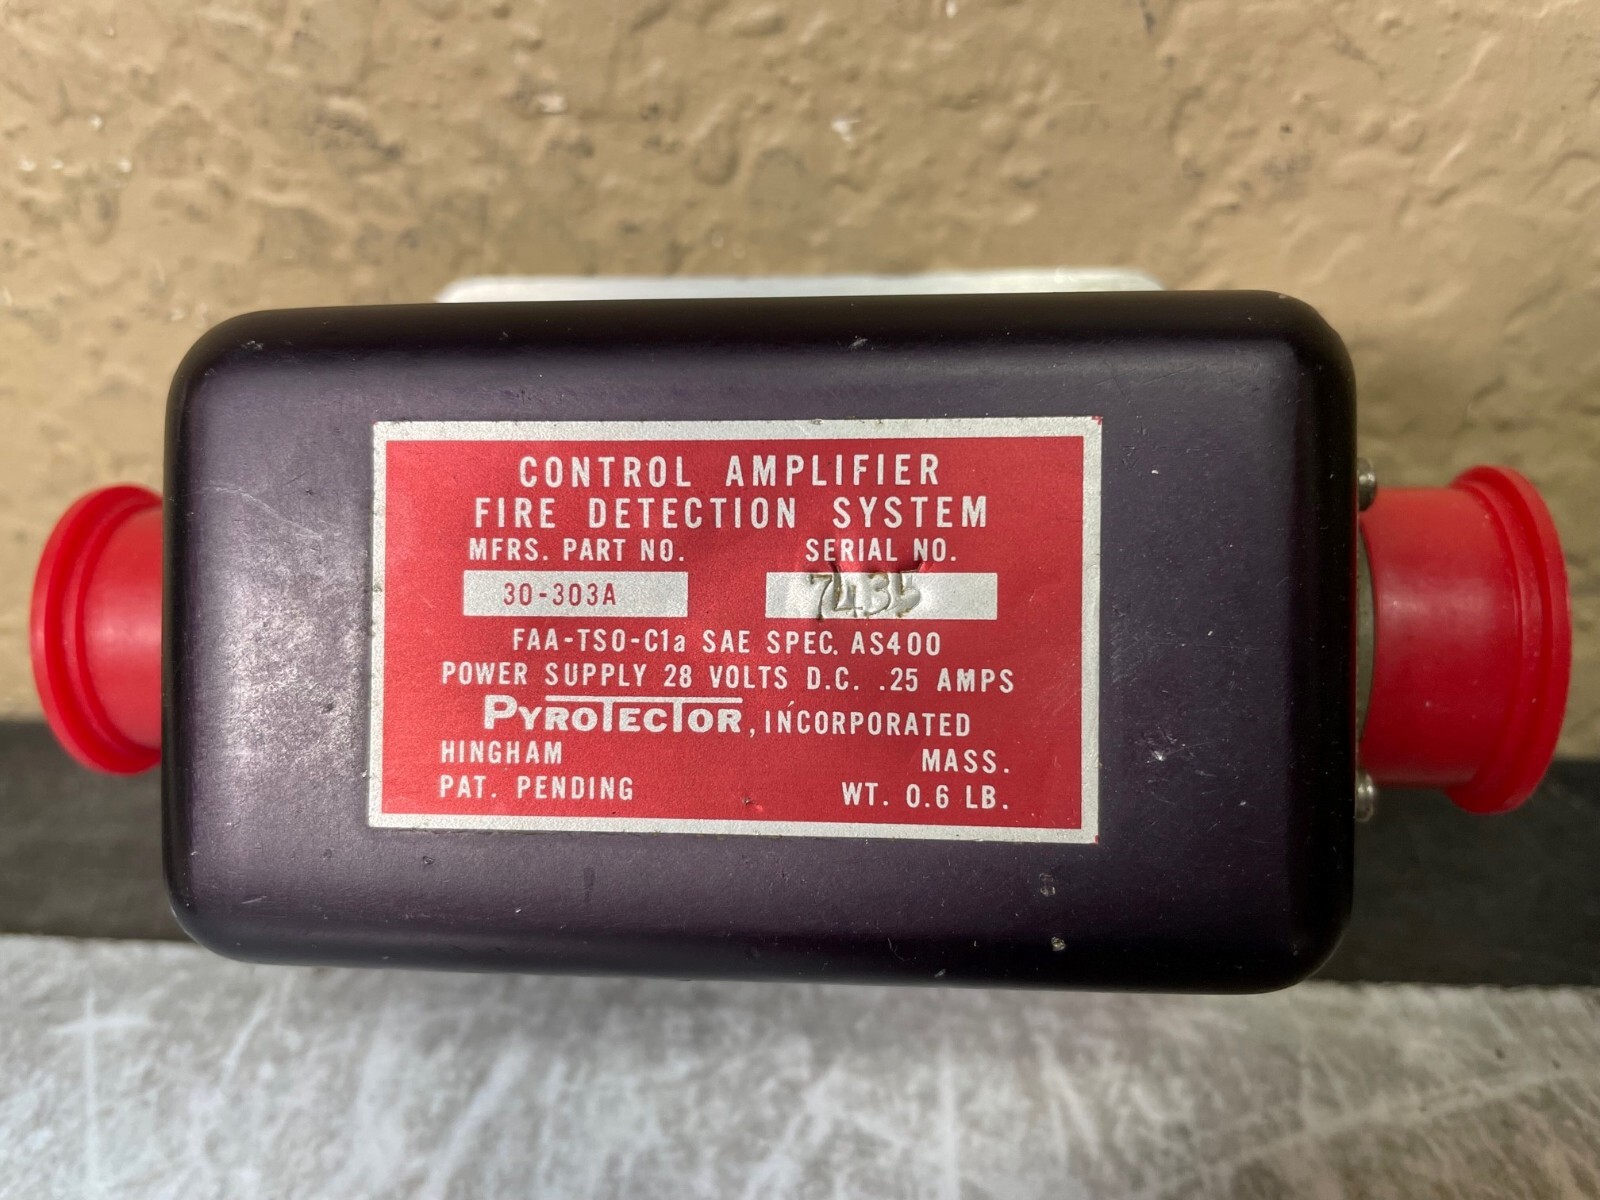 CONTROL AMPLIFIER
FIRE DETECTION SYSTEM
MFRS. PART NO. SERIAL NO.
30-303A 7435
FAA-TSO-C1a SAE SPEC. AS400
POWER SUPPLY 28 VOLTS D.C. .25 AMPS
PYROTECTOR, INCORPORATED
HINGHAM MASS.
PAT. PENDING WT. 0.6 LB.